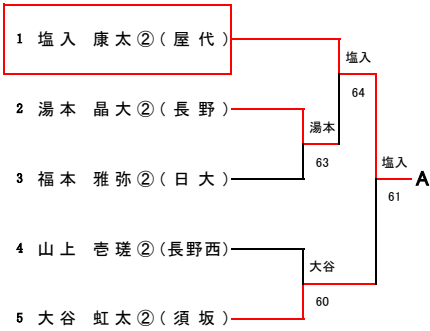 1 塩入 康太②(屋代)
塩入
64
2 湯本 晶大②(長野)
湯本
63
塩入
A
61
3 福本 雅弥②(日大)
4 山上 壱瑳②(長野西)
大谷
60
5 大谷 虹太②(須坂)